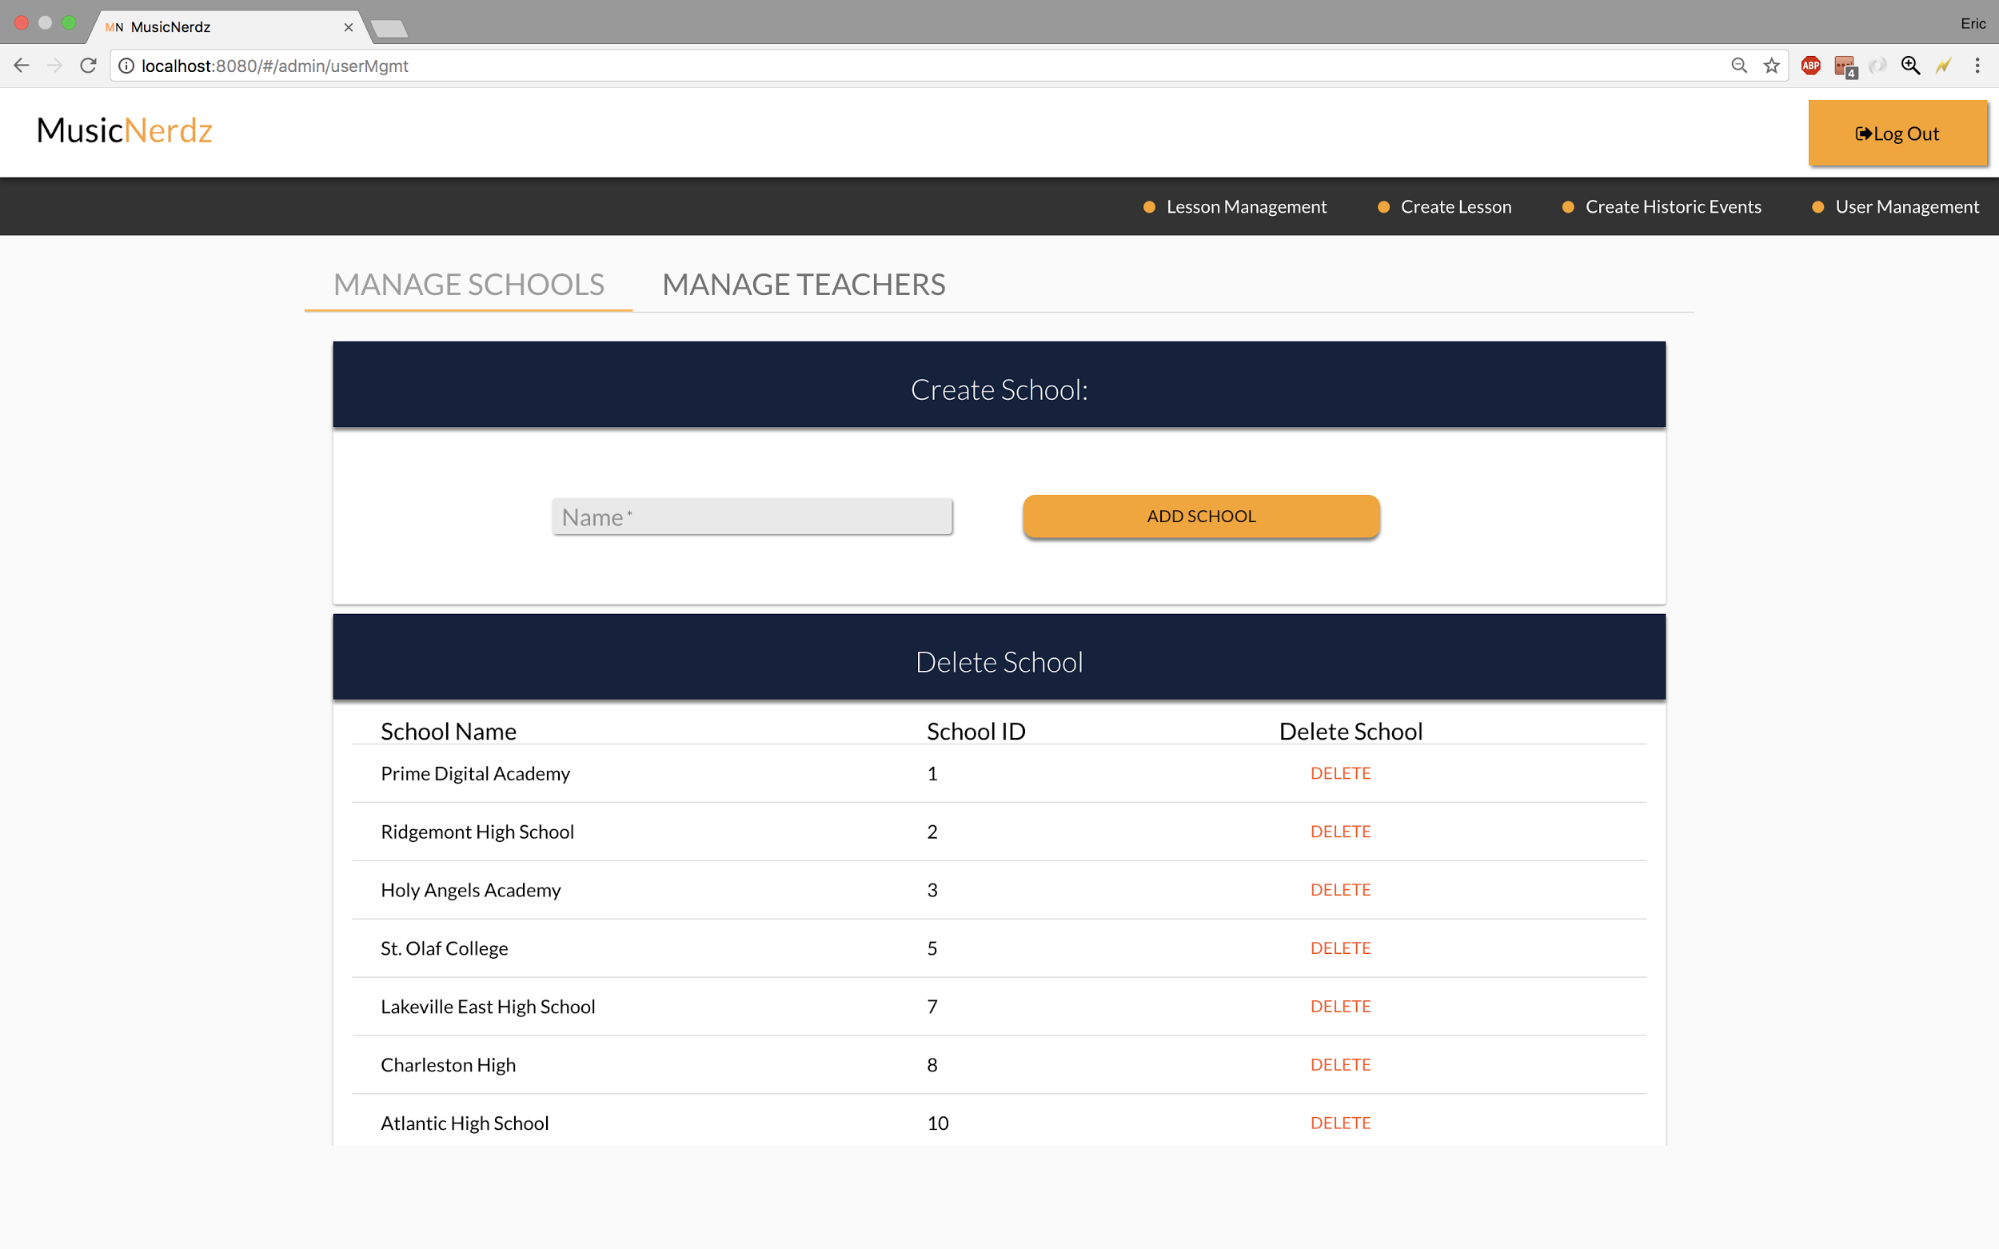 MN MusicNerdz
Eric
localhost:8080/#/admin/userMgmt
ABP
4
MusicNerdz
Log Out
Lesson Management
Create Lesson
Create Historic Events
User Management
MANAGE SCHOOLS
MANAGE TEACHERS
Create School:
Name*
ADD SCHOOL
Delete School
School Name School ID Delete School
Prime Digital Academy 1 DELETE
Ridgemont High School 2 DELETE
Holy Angels Academy 3 DELETE
St. Olaf College 5 DELETE
Lakeville East High School 7 DELETE
Charleston High 8 DELETE
Atlantic High School 10 DELETE